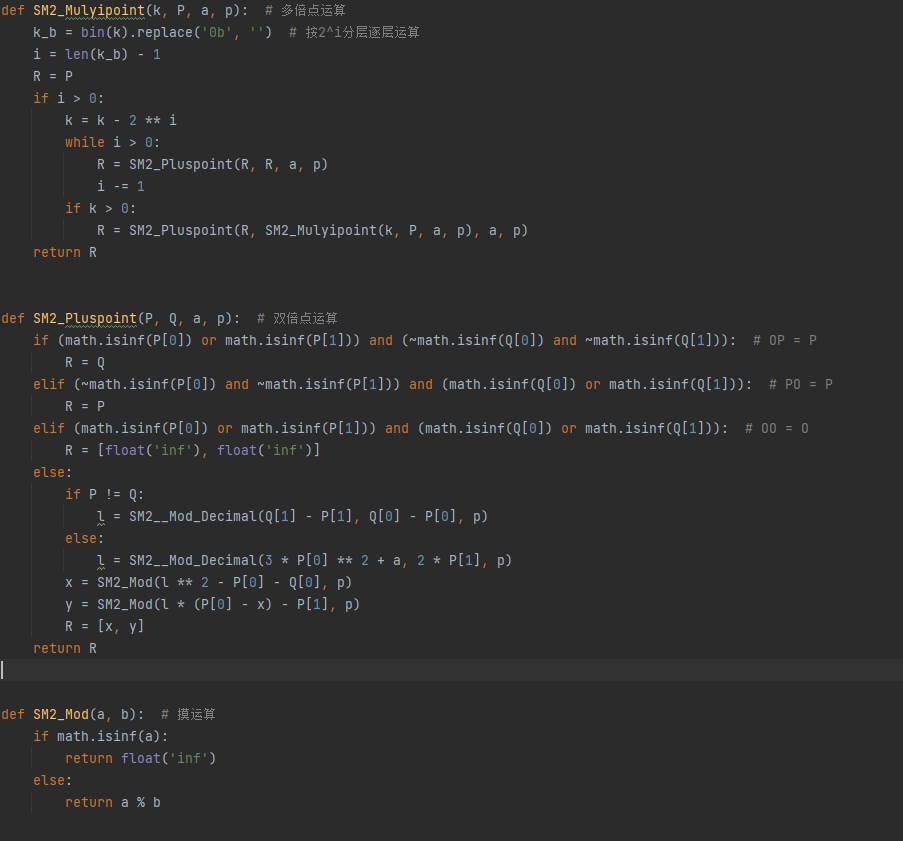 def SM2_Mulyipoint(k, P, a, p):  # 多倍点运算
    k_b = bin(k).replace('0b', '')  # 按2^i分层逐层运算
    i = len(k_b) - 1
    R = P
    if i > 0:
        k = k - 2 ** i
        while i > 0:
            R = SM2_Pluspoint(R, R, a, p)
            i -= 1
        if k > 0:
            R = SM2_Pluspoint(R, SM2_Mulyipoint(k, P, a, p), a, p)
    return R
def SM2_Pluspoint(P, Q, a, p):  # 双倍点运算
    if (math.isinf(P[0]) or math.isinf(P[1])) and (~math.isinf(Q[0]) and ~math.isinf(Q[1])):  # OP = P
        R = Q
    elif (~math.isinf(P[0]) and ~math.isinf(P[1])) and (math.isinf(Q[0]) or math.isinf(Q[1])):  # PO = P
        R = P
    elif (math.isinf(P[0]) or math.isinf(P[1])) and (math.isinf(Q[0]) or math.isinf(Q[1])):  # OO = O
        R = [float('inf'), float('inf')]
    else:
        if P != Q:
            l = SM2__Mod_Decimal(Q[1] - P[1], Q[0] - P[0], p)
        else:
            l = SM2__Mod_Decimal(3 * P[0] ** 2 + a, 2 * P[1], p)
        x = SM2_Mod(l ** 2 - P[0] - Q[0], p)
        y = SM2_Mod(l * (P[0] - x) - P[1], p)
        R = [x, y]
    return R
def SM2_Mod(a, b):  # 摸运算
    if math.isinf(a):
        return float('inf')
    else:
        return a % b